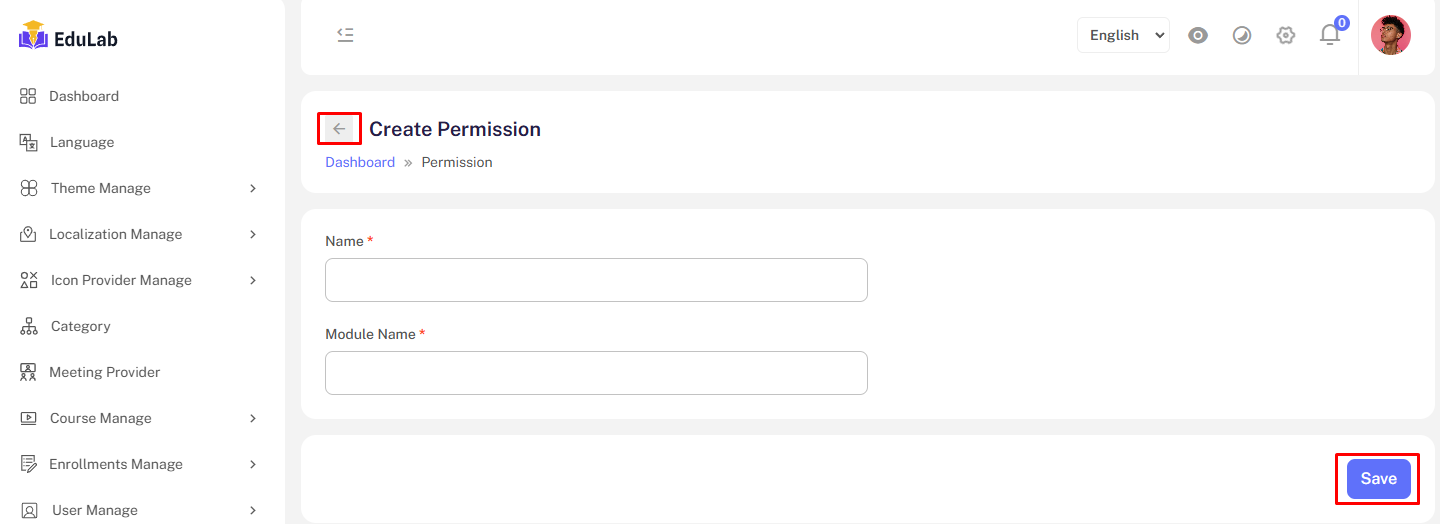 EduLab
Dashboard
Language
Theme Manage
Localization Manage
Icon Provider Manage
Category
Meeting Provider
Course Manage
Enrollments Manage
User Manage
English
0
Create Permission
Dashboard » Permission
Name *
Module Name *
Save